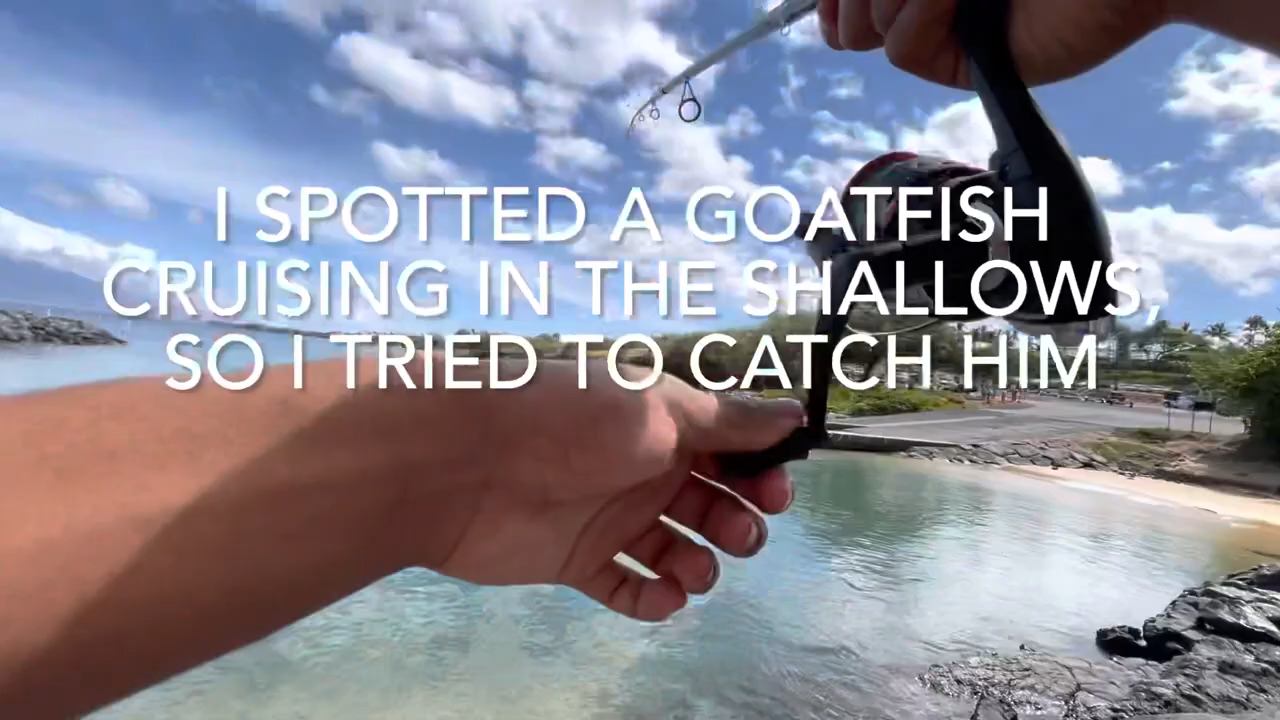 I SPOTTED A GOATFISH
CRUISING IN THE SHALLOWS,
SO I TRIED TO CATCH HIM